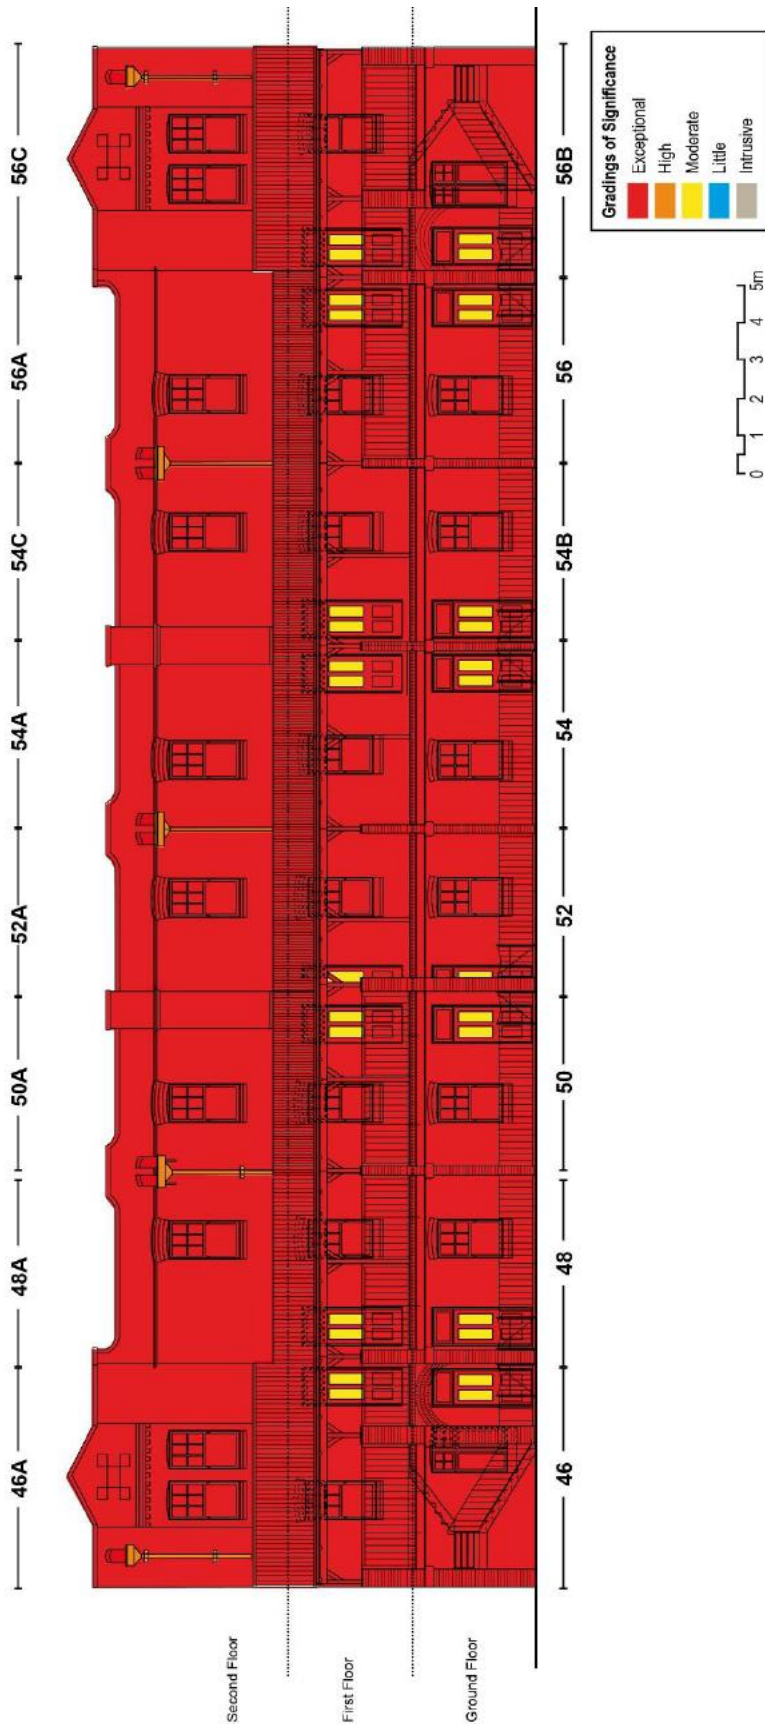 46A 48A 50A 52A 54A 54C 56A 56C
Second Floor
First Floor
Ground Floor
46 48 50 52 54 54B 56 56B
0 1 2 3 4 5m
Gradings of Significance
Exceptional
High
Moderate
Little
Intrusive